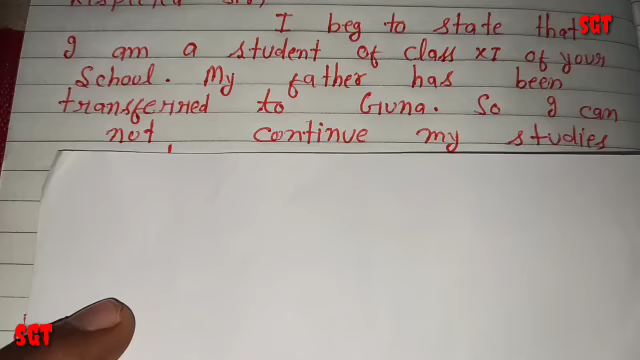 I beg to state that SGT
I am a student of class XI of your
School. My father has been
transferred to Guna. So I can
not continue my studies
SGT